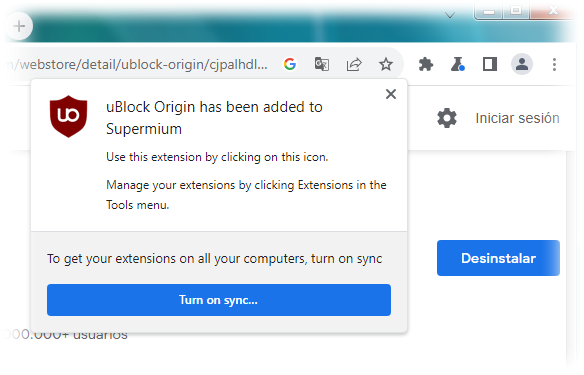 /webstore/detail/ublock-origin/cjpalhdl...
uBlock Origin has been added to
Supermium
Use this extension by clicking on this icon.
Manage your extensions by clicking Extensions in the
Tools menu.
Iniciar sesión
To get your extensions on all your computers, turn on sync
Desinstalar
Turn on sync...
00.000+ usuarios